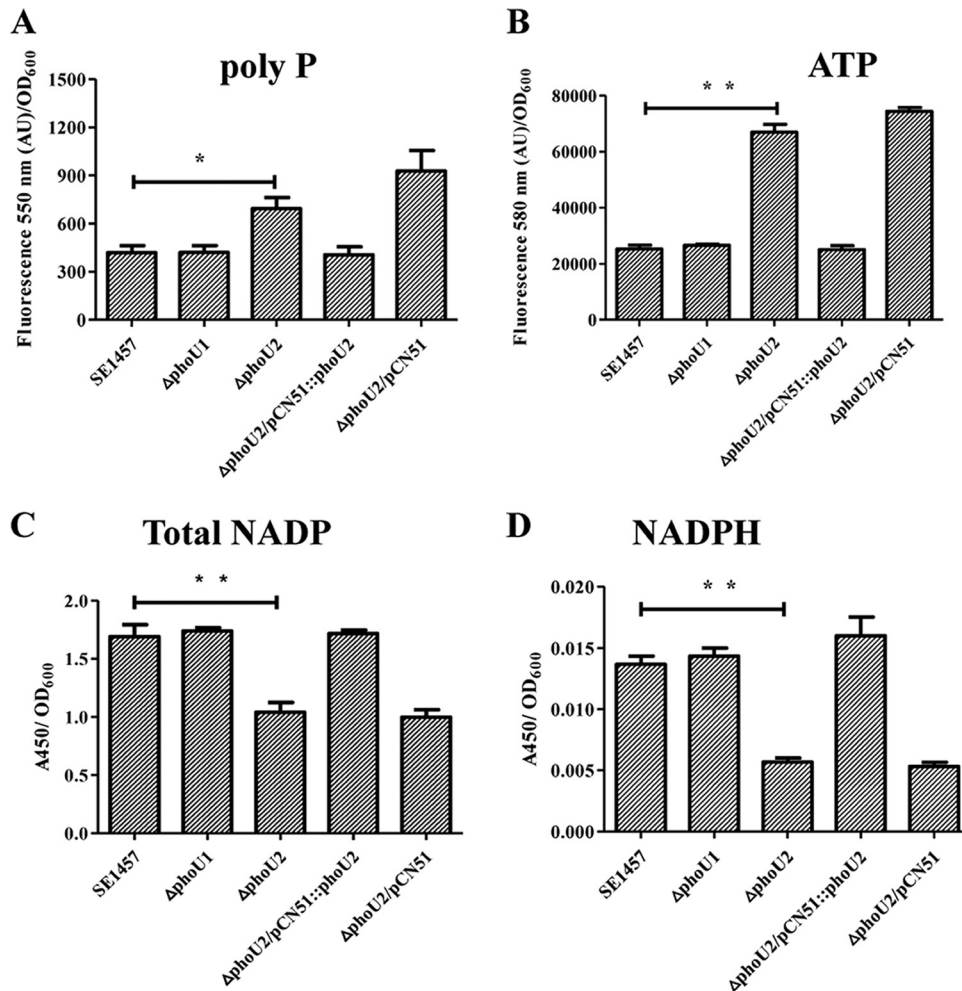 A
poly P
Fluorescence 550 nm (AU)/OD600
1500
1200
900
600
300
0
*
SE1457
ΔphoU1
ΔphoU2
ΔphoU2/pCN51::phoU2
ΔphoU2/pCN51
B
ATP
Fluorescence 580 nm (AU)/OD600
80000
60000
40000
20000
0
* *
SE1457
ΔphoU1
ΔphoU2
ΔphoU2/pCN51::phoU2
ΔphoU2/pCN51
C
Total NADP
A450/ OD600
2.0
1.5
1.0
0.5
0.0
* *
SE1457
ΔphoU1
ΔphoU2
ΔphoU2/pCN51::phoU2
ΔphoU2/pCN51
D
NADPH
A450/ OD600
0.020
0.015
0.010
0.005
0.000
* *
SE1457
ΔphoU1
ΔphoU2
ΔphoU2/pCN51::phoU2
ΔphoU2/pCN51